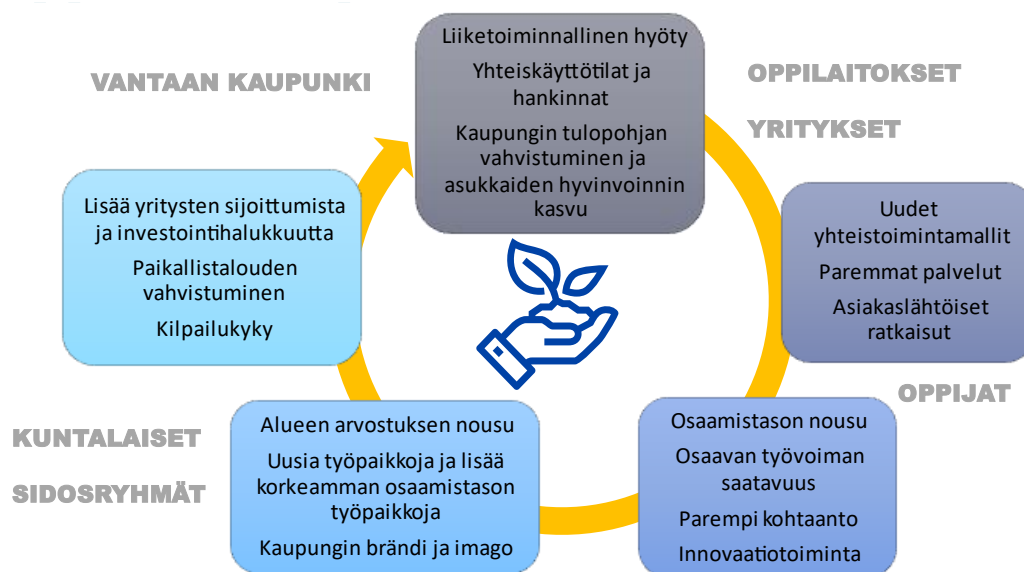 Liiketoiminnallinen hyöty
Yhteiskäyttötilat ja
hankinnat
Kaupungin tulopohjan
vahvistuminen ja
asukkaiden hyvinvoinnin
kasvu
VANTAAN KAUPUNKI
OPPILAITOKSET
YRITYKSET
Uudet
yhteistoimintamallit
Paremmat palvelut
Asiakaslähtöiset
ratkaisut
OPPIJAT
Osaamistason nousu
Osaavan työvoiman
saatavuus
Parempi kohtaanto
Innovaatiotoiminta
Alueen arvostuksen nousu
Uusia työpaikkoja ja lisää
korkeamman osaamistason
työpaikkoja
Kaupungin brändi ja imago
KUNTALAISET
SIDOSRYHMÄT
Lisää yritysten sijoittumista
ja investointihalukkuutta
Paikallistalouden
vahvistuminen
Kilpailukyky